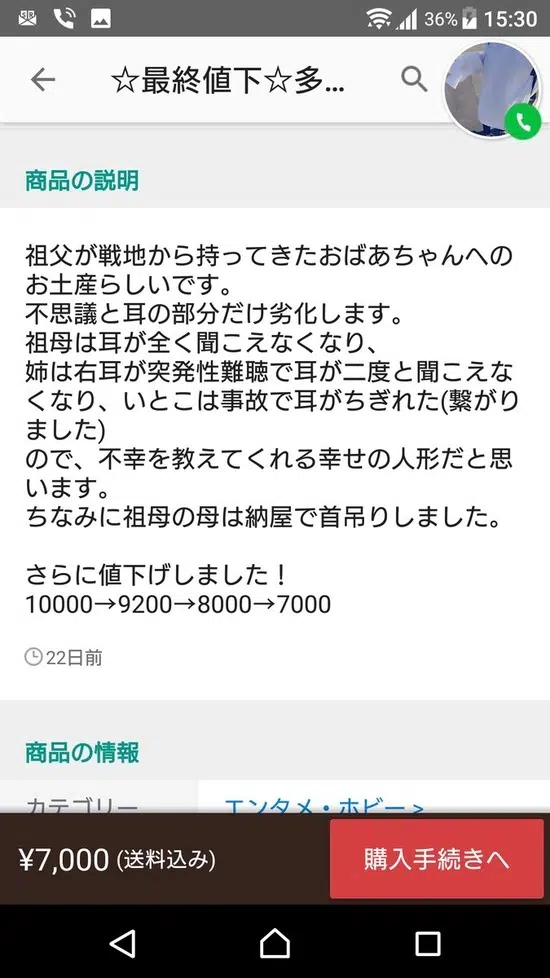 36% 15:30
☆最終値下☆多...
商品の説明
祖父が戦地から持ってきたおばあちゃんへの
お土産らしいです。
不思議と耳の部分だけ劣化します。
祖母は耳が全く聞こえなくなり、
姉は右耳が突発性難聴で耳が二度と聞こえな
くなり、いとこは事故で耳がちぎれた(繋がり
ました)
ので、不幸を教えてくれる幸せの人形だと思
います。
ちなみに祖母の母は納屋で首吊りしました。
さらに値下げしました！
10000→9200→8000→7000
22日前
商品の情報
カテゴリー エンタメ・ホビー >
¥7,000 (送料込み) 購入手続きへ